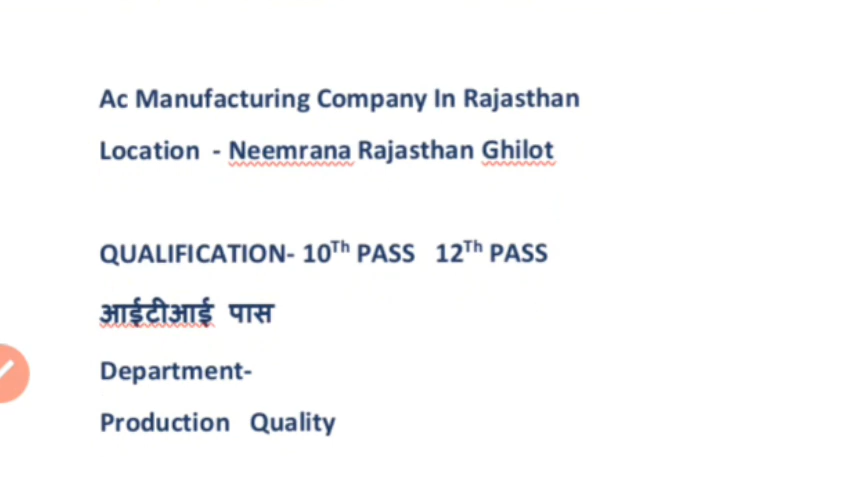 Ac Manufacturing Company In Rajasthan
Location - Neemrana Rajasthan Ghilot
QUALIFICATION- 10Th PASS 12Th PASS
आईटीआई पास
Department-
Production Quality